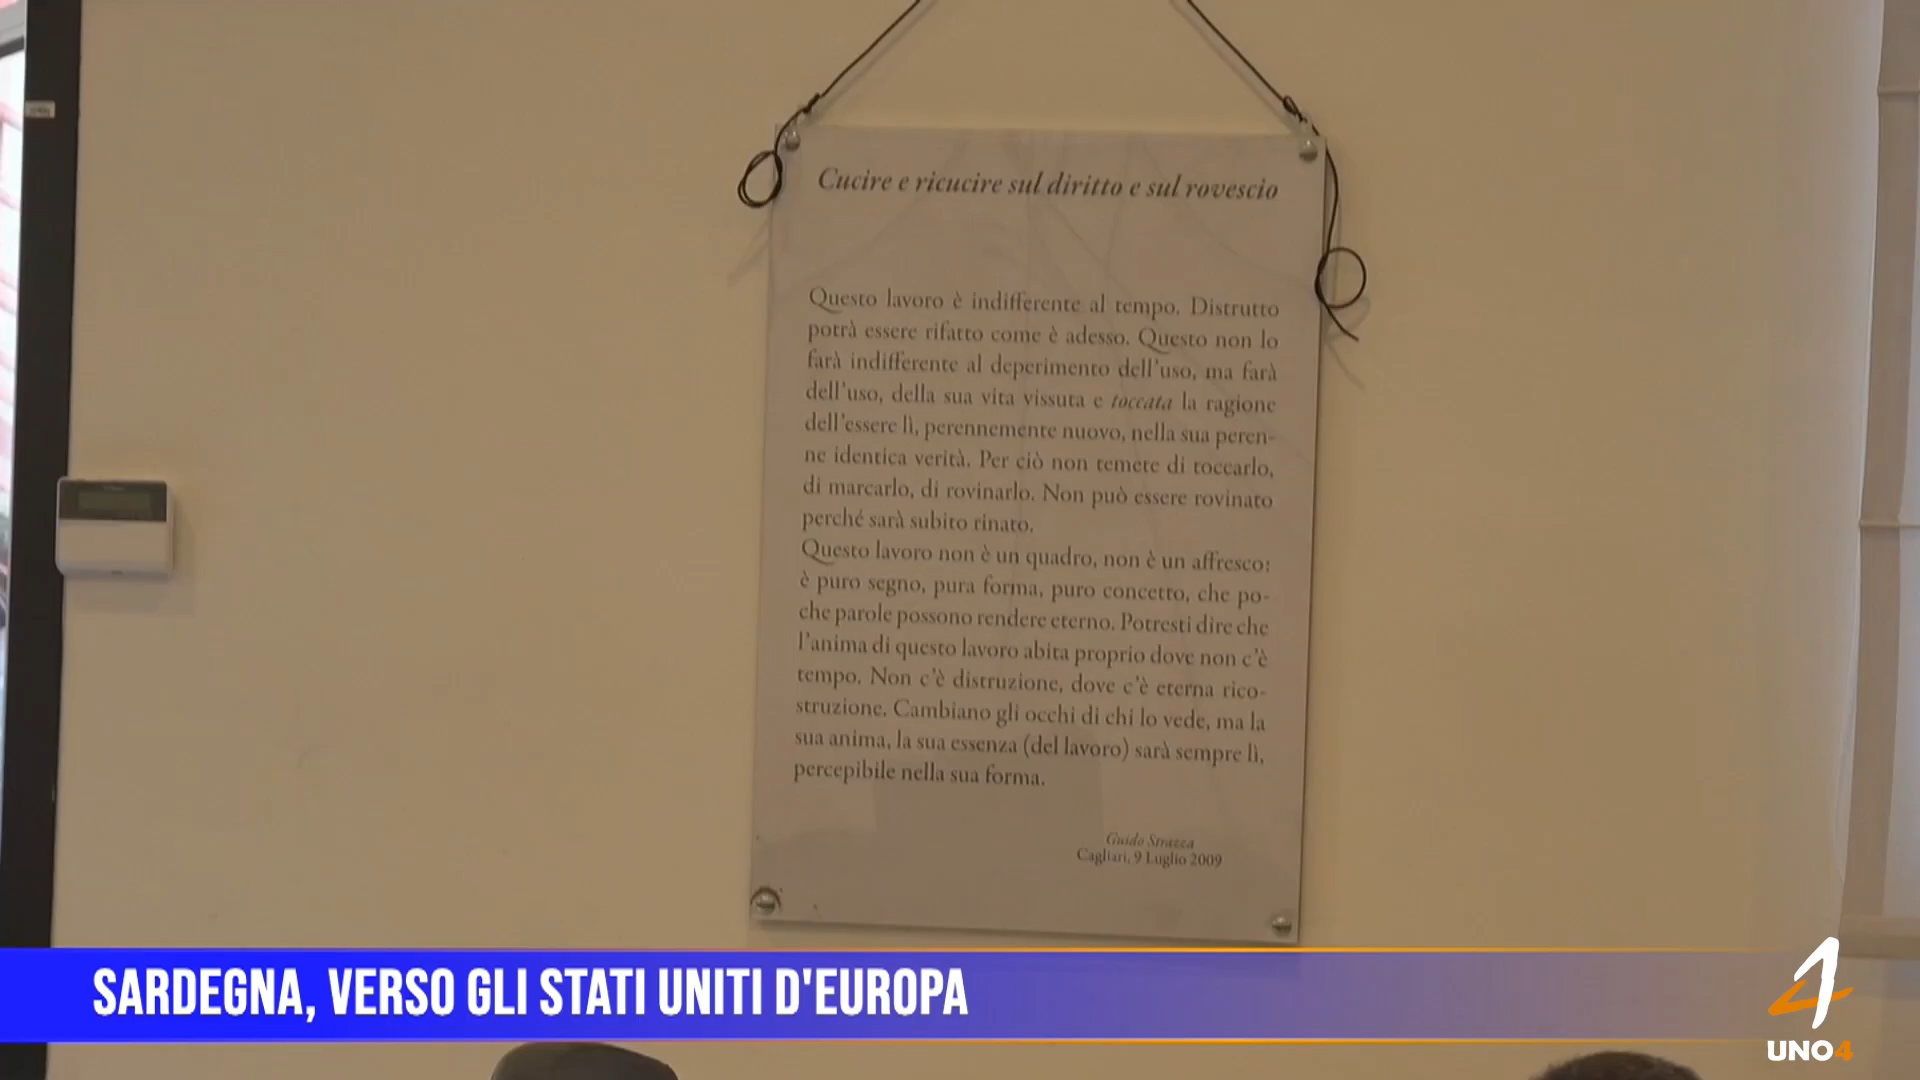 Cucire e ricucire sul diritto e sul rovescio
Questo lavoro è indifferente al tempo. Distrutto
potrà essere rifatto come è adesso. Questo non lo
farà indifferente al deperimento dell'uso, ma farà
dell'uso, della sua vita vissuta e toccata la ragione
dell'essere lì, perennemente nuovo, nella sua peren-
ne identica verità. Per ciò non temete di toccarlo,
di marcarlo, di rovinarlo. Non può essere rovinato
perché sarà subito rinato.
Questo lavoro non è un quadro, non è un affresco:
è puro segno, pura forma, puro concetto, che po-
che parole possono rendere eterno. Potresti dire che
l'anima di questo lavoro abita proprio dove non c'è
tempo. Non c'è distruzione, dove c'è eterna rico-
struzione. Cambiano gli occhi di chi lo vede, ma la
sua anima, la sua essenza (del lavoro) sarà sempre lì,
percepibile nella sua forma.
Guido Strazza
Cagliari, 9 Luglio 2009
SARDEGNA, VERSO GLI STATI UNITI D'EUROPA
4
UNO4